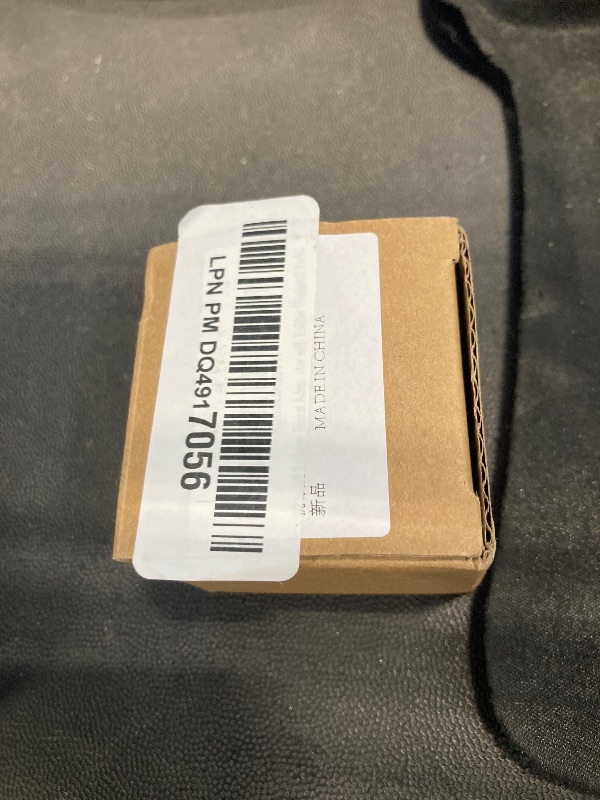 LPN PM DQ4917056
新品
MADE IN CHINA